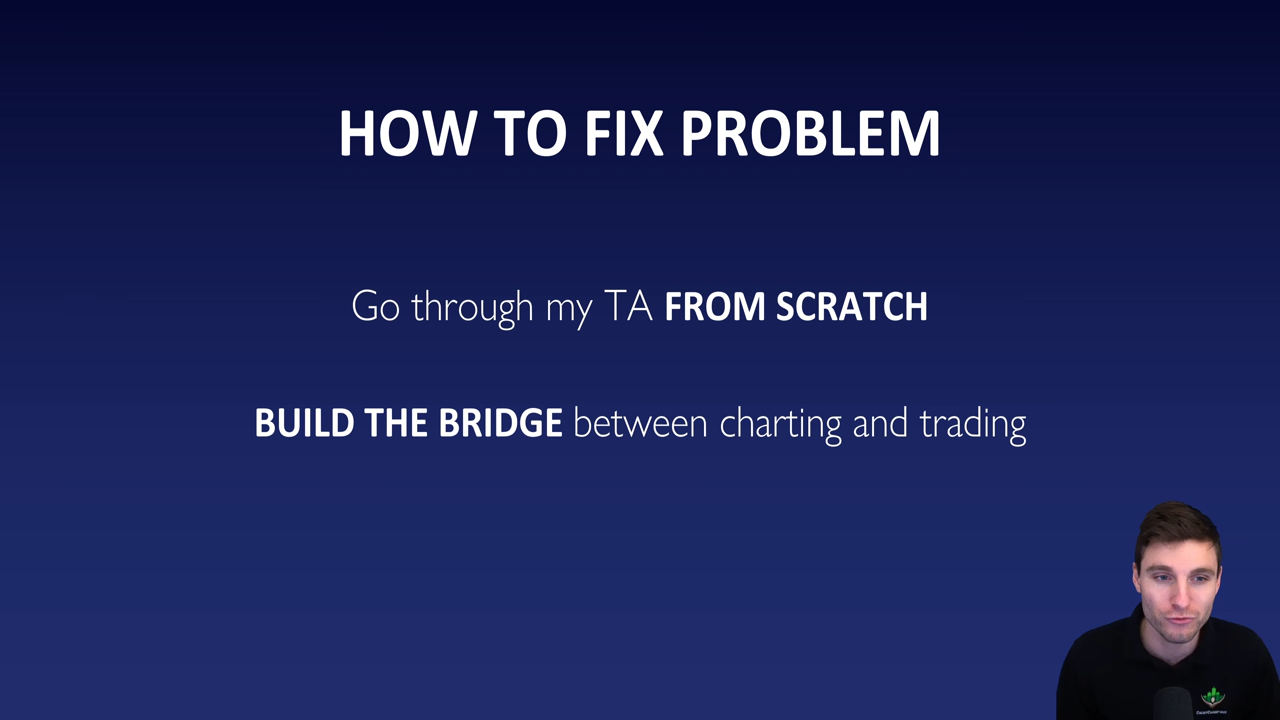 HOW TO FIX PROBLEM
Go through my TA FROM SCRATCH
BUILD THE BRIDGE between charting and trading